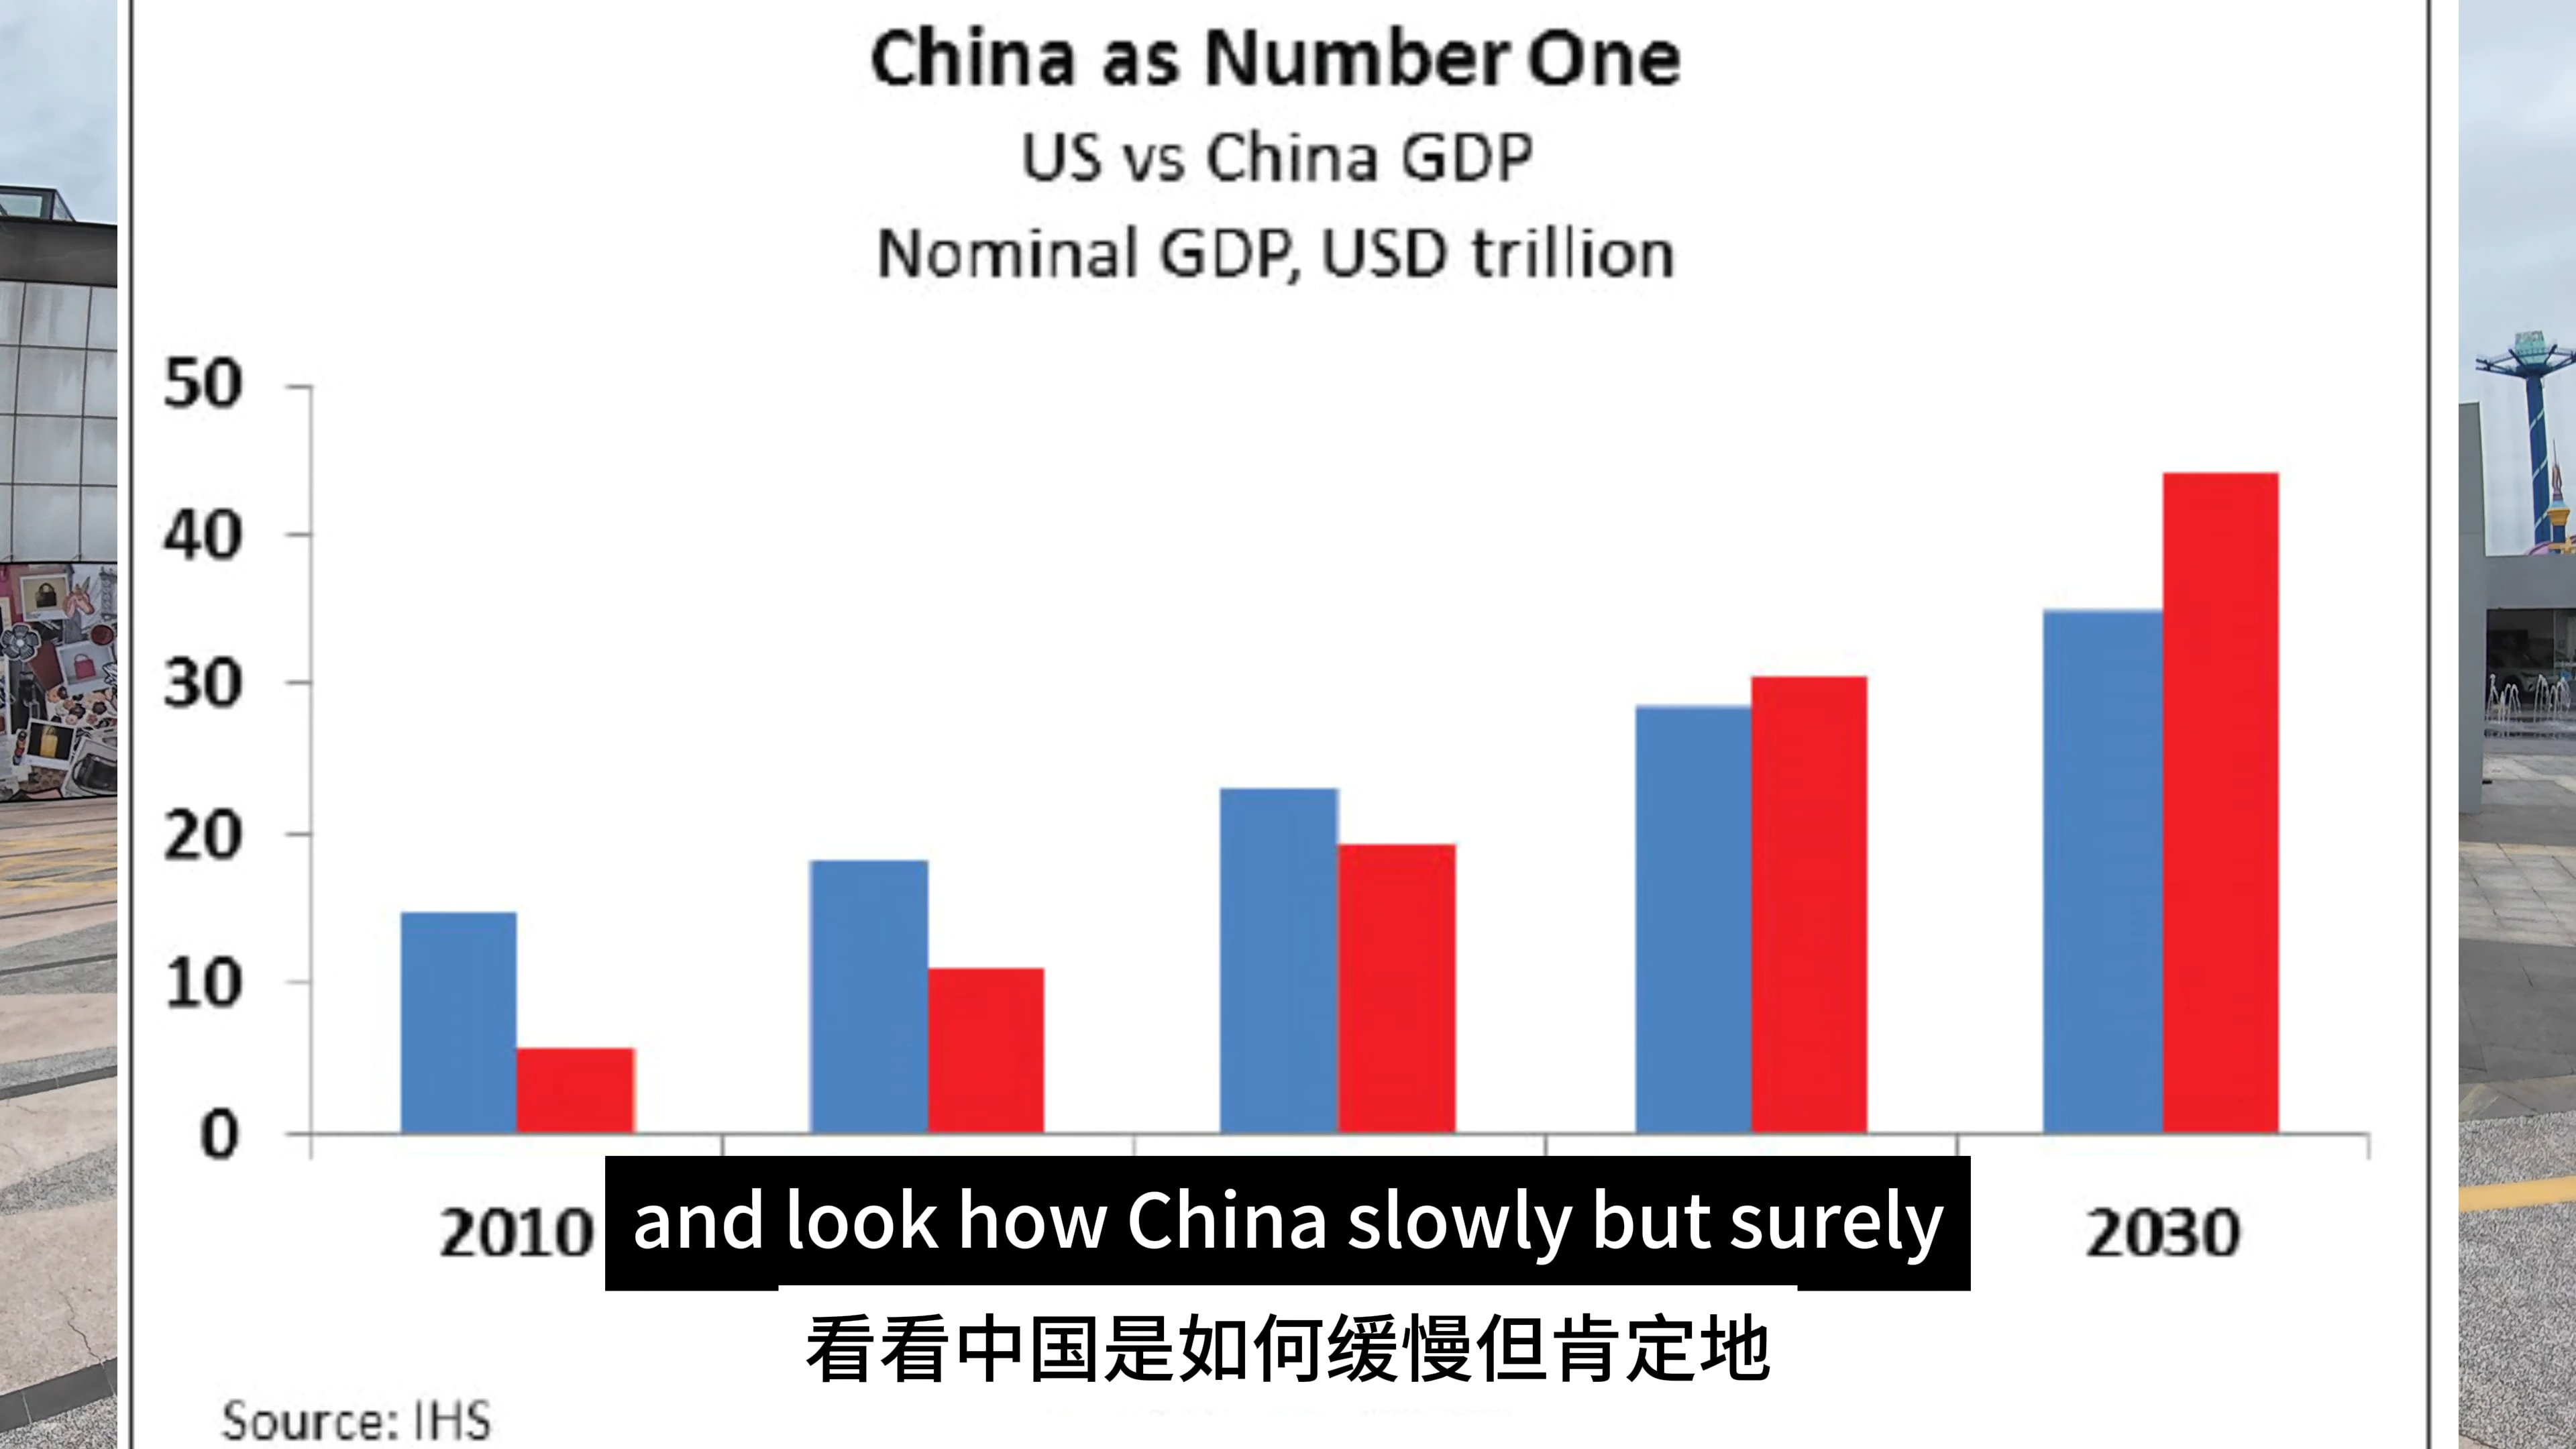 China as Number One
US vs China GDP
Nominal GDP, USD trillion
50
40
30
20
10
0
2010
2030
and look how China slowly but surely
看看中国是如何缓慢但肯定地
Source: IHS